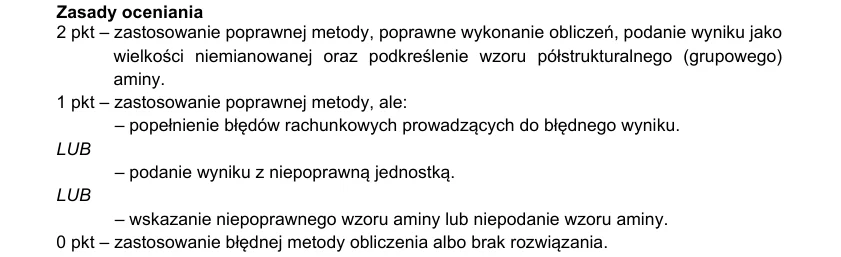 Zasady oceniania
2 pkt – zastosowanie poprawnej metody, poprawne wykonanie obliczeń, podanie wyniku jako
wielkości niemianowanej oraz podkreślenie wzoru półstrukturalnego (grupowego)
aminy.
1 pkt – zastosowanie poprawnej metody, ale:
– popełnienie błędów rachunkowych prowadzących do błędnego wyniku.
LUB
– podanie wyniku z niepoprawną jednostką.
LUB
– wskazanie niepoprawnego wzoru aminy lub niepodanie wzoru aminy.
0 pkt – zastosowanie błędnej metody obliczenia albo brak rozwiązania.